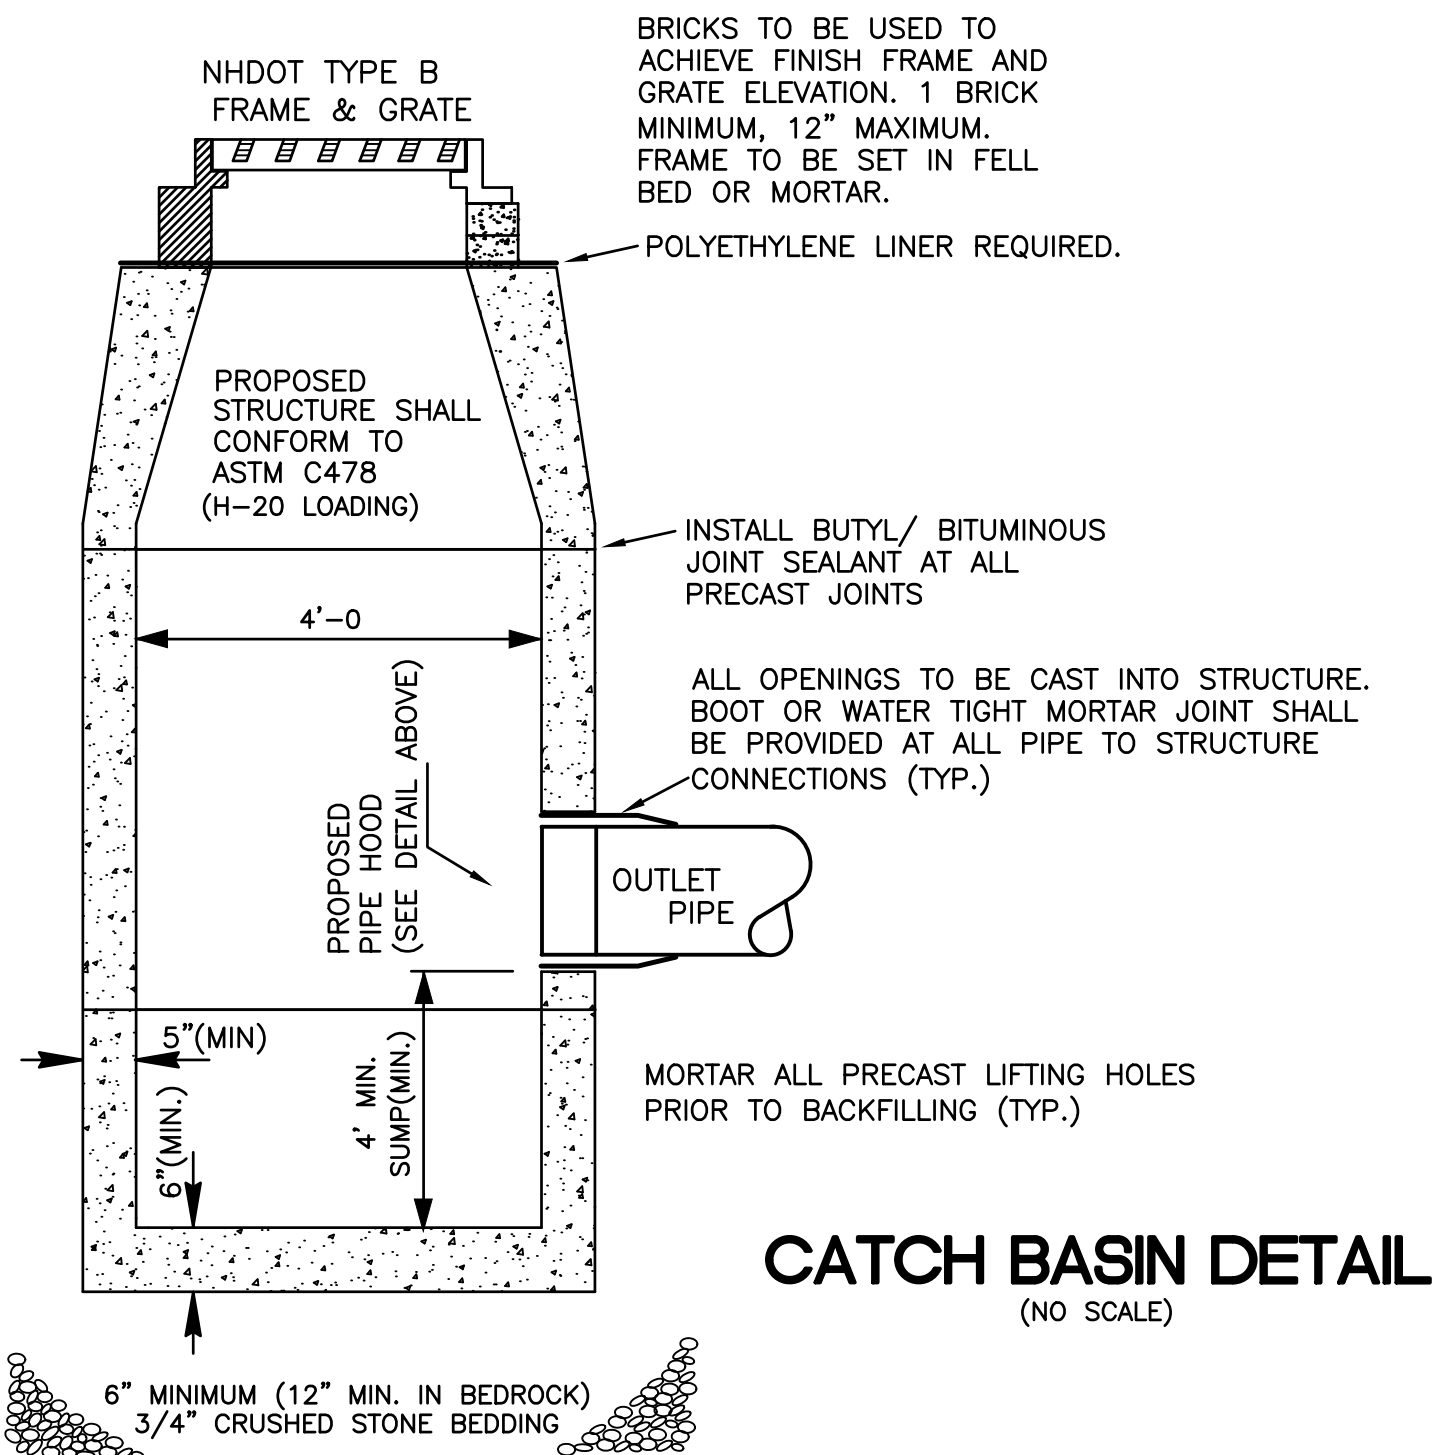 BRICKS TO BE USED TO
ACHIEVE FINISH FRAME AND
GRATE ELEVATION. 1 BRICK
MINIMUM, 12” MAXIMUM.
FRAME TO BE SET IN FELL
BED OR MORTAR.
NHDOT TYPE B
FRAME & GRATE
POLYETHYLENE LINER REQUIRED.
PROPOSED
STRUCTURE SHALL
CONFORM TO
ASTM C478
(H-20 LOADING)
INSTALL BUTYL/ BITUMINOUS
JOINT SEALANT AT ALL
PRECAST JOINTS
4'-0
ALL OPENINGS TO BE CAST INTO STRUCTURE.
BOOT OR WATER TIGHT MORTAR JOINT SHALL
BE PROVIDED AT ALL PIPE TO STRUCTURE
CONNECTIONS (TYP.)
PROPOSED
PIPE HOOD
(SEE DETAIL ABOVE)
OUTLET
PIPE
5”(MIN)
6”(MIN.)
4' MIN.
SUMP(MIN.)
MORTAR ALL PRECAST LIFTING HOLES
PRIOR TO BACKFILLING (TYP.)
CATCH BASIN DETAIL
(NO SCALE)
6” MINIMUM (12” MIN. IN BEDROCK)
3/4” CRUSHED STONE BEDDING